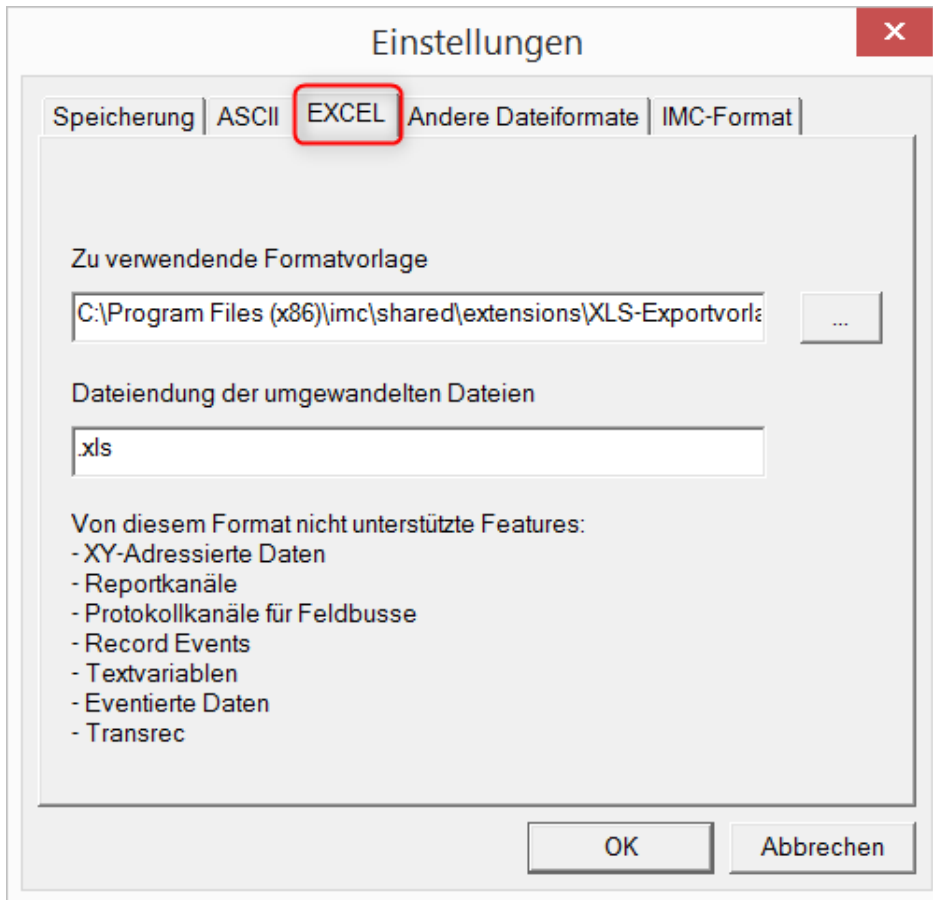 Einstellungen
Speicherung ASCII EXCEL Andere Dateiformate IMC-Format
Zu verwendende Formatvorlage
C:\Program Files (x86)\imc\shared\extensions\XLS-Exportvorla
...
Dateiendung der umgewandelten Dateien
.xls
Von diesem Format nicht unterstützte Features:
- XY-Adressierte Daten
- Reportkanäle
- Protokollkanäle für Feldbusse
- Record Events
- Textvariablen
- Eventierte Daten
- Transrec
OK Abbrechen